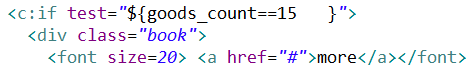 <c:if test="${goods_count==15   }">
<div class="book">
<font size=20> <a href="#">more</a></font>